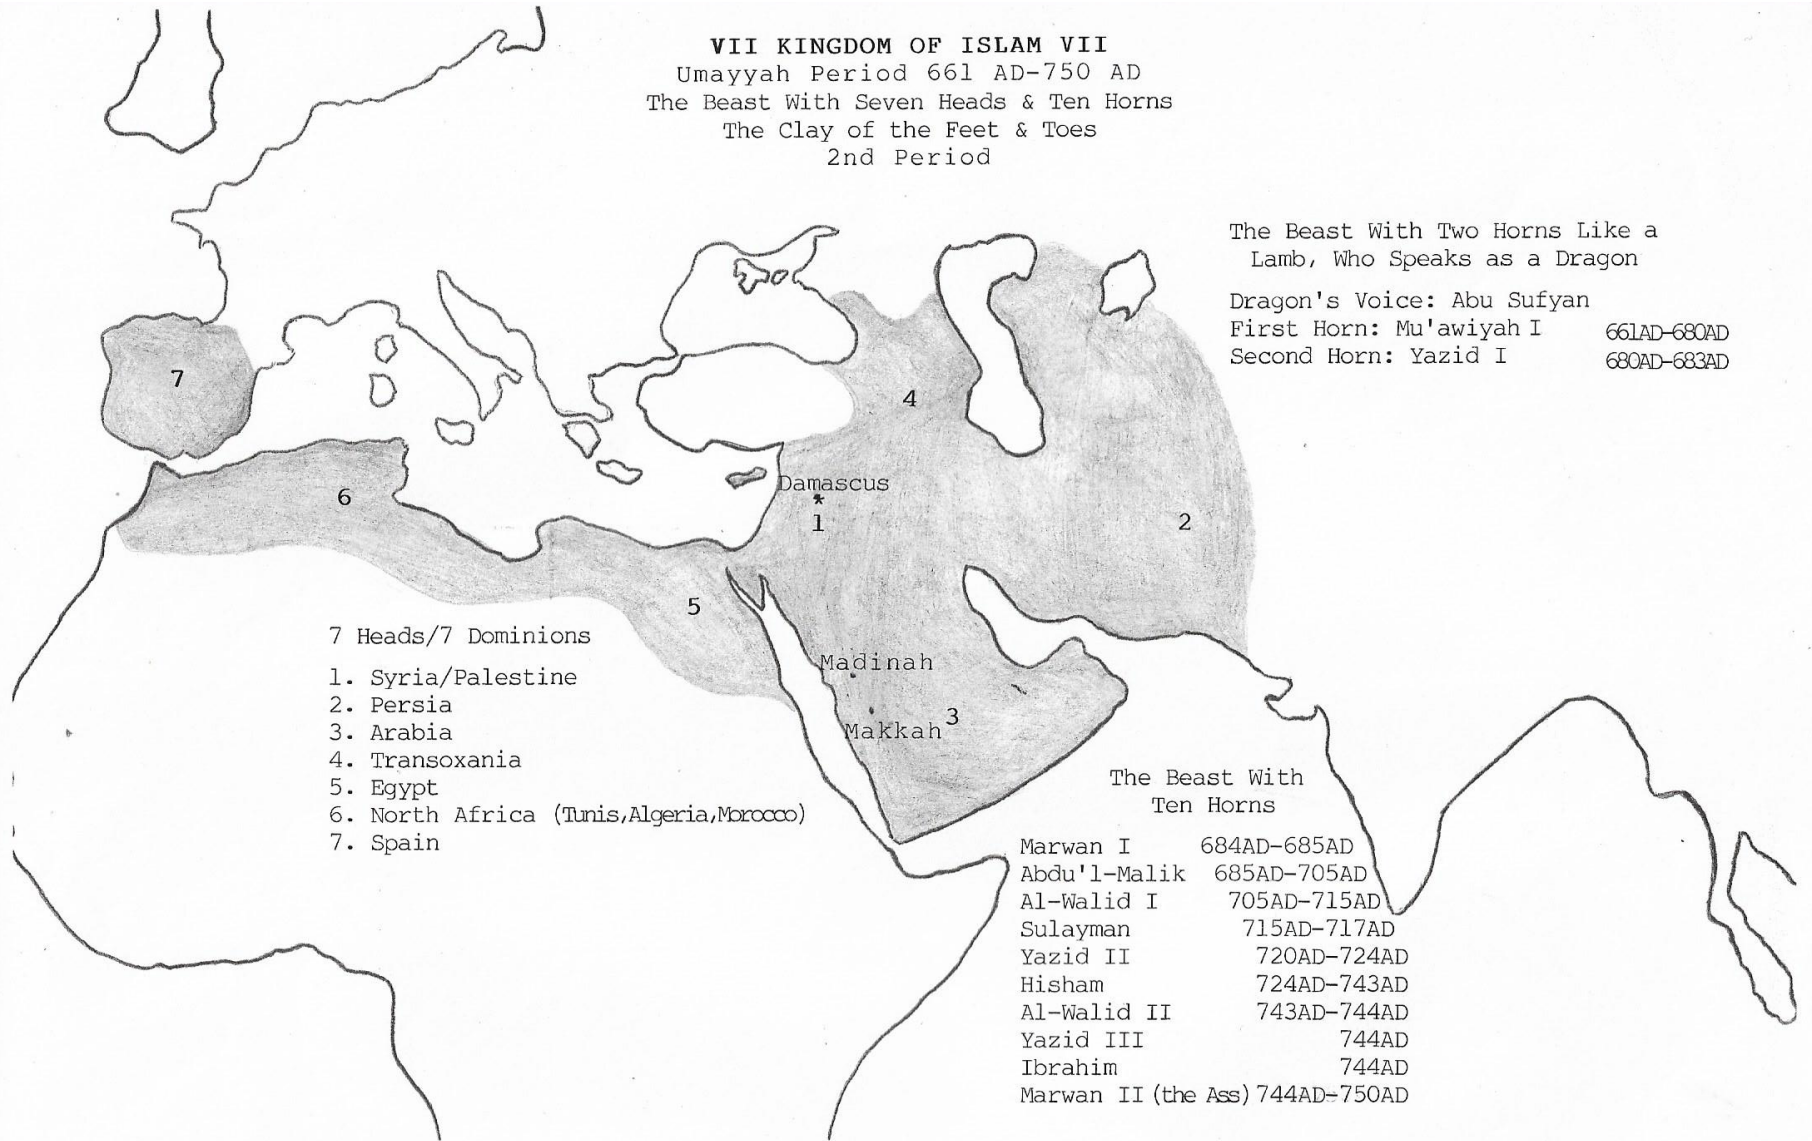 VII KINGDOM OF ISLAM VII
Umayyah Period 661 AD-750 AD
The Beast With Seven Heads & Ten Horns
The Clay of the Feet & Toes
2nd Period
The Beast With Two Horns Like a
Lamb, Who Speaks as a Dragon
Dragon's Voice: Abu Sufyan
First Horn: Mu'awiyah I 661AD-680AD
Second Horn: Yazid I 680AD-683AD
7
4
6
Damascus
*
1
2
5
Madinah
3
Makkah
7 Heads/7 Dominions
1. Syria/Palestine
2. Persia
3. Arabia
4. Transoxania
5. Egypt
6. North Africa (Tunis,Algeria,Morocco)
7. Spain
The Beast With
Ten Horns
Marwan I 684AD-685AD
Abdu'l-Malik 685AD-705AD
Al-Walid I 705AD-715AD
Sulayman 715AD-717AD
Yazid II 720AD-724AD
Hisham 724AD-743AD
Al-Walid II 743AD-744AD
Yazid III 744AD
Ibrahim 744AD
Marwan II (the Ass) 744AD-750AD